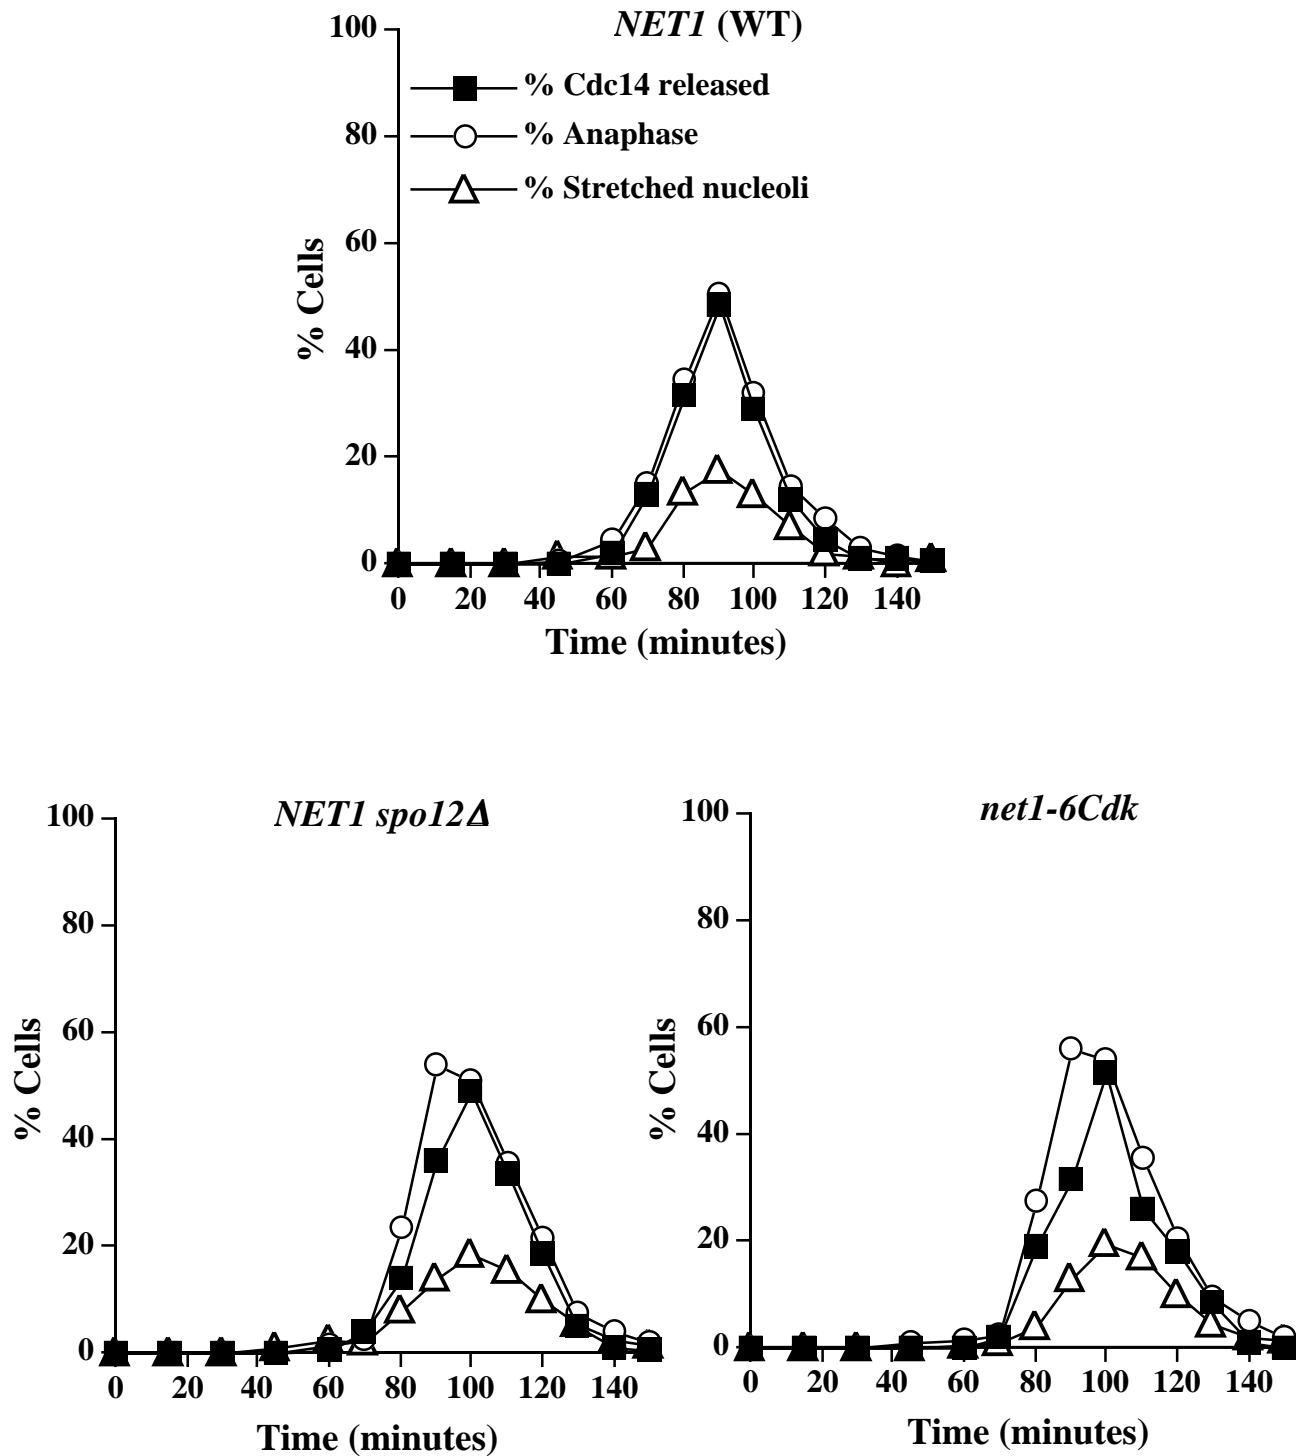 NET1 (WT)
100
80
60
40
20
0
% Cdc14 released
% Anaphase
% Stretched nucleoli
% Cells
0 20 40 60 80 100 120 140
Time (minutes)
NET1 spo12Δ
100
80
60
40
20
0
% Cells
0 20 40 60 80 100 120 140
Time (minutes)
net1-6Cdk
100
80
60
40
20
0
% Cells
0 20 40 60 80 100 120 140
Time (minutes)